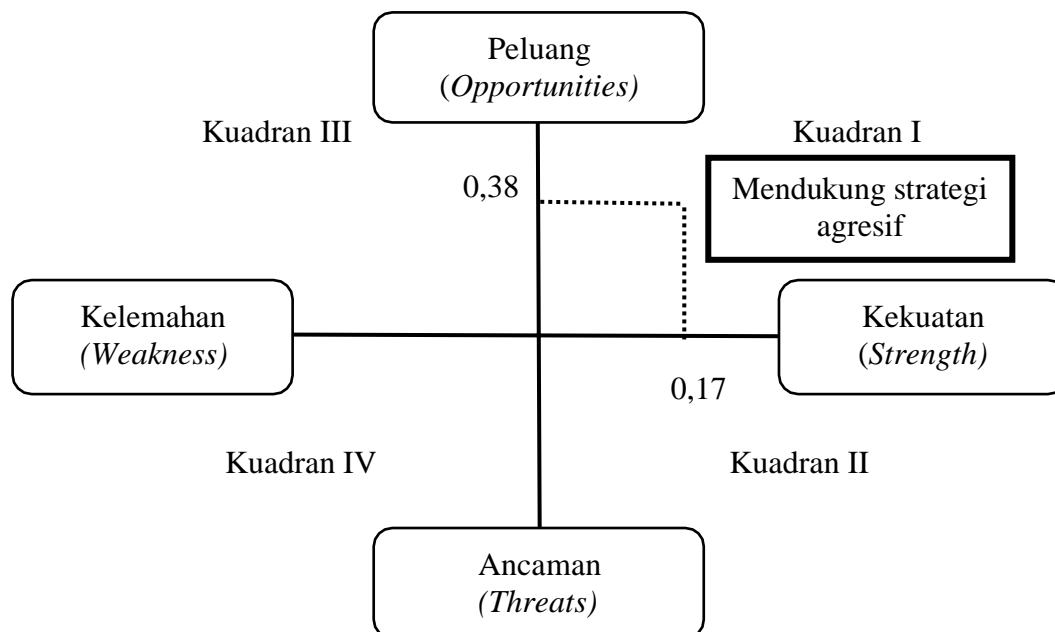 Peluang
(Opportunities)
Kuadran III
Kuadran I
0,38
Mendukung strategi
agresif
Kelemahan
(Weakness)
Kekuatan
(Strength)
0,17
Kuadran IV
Kuadran II
Ancaman
(Threats)